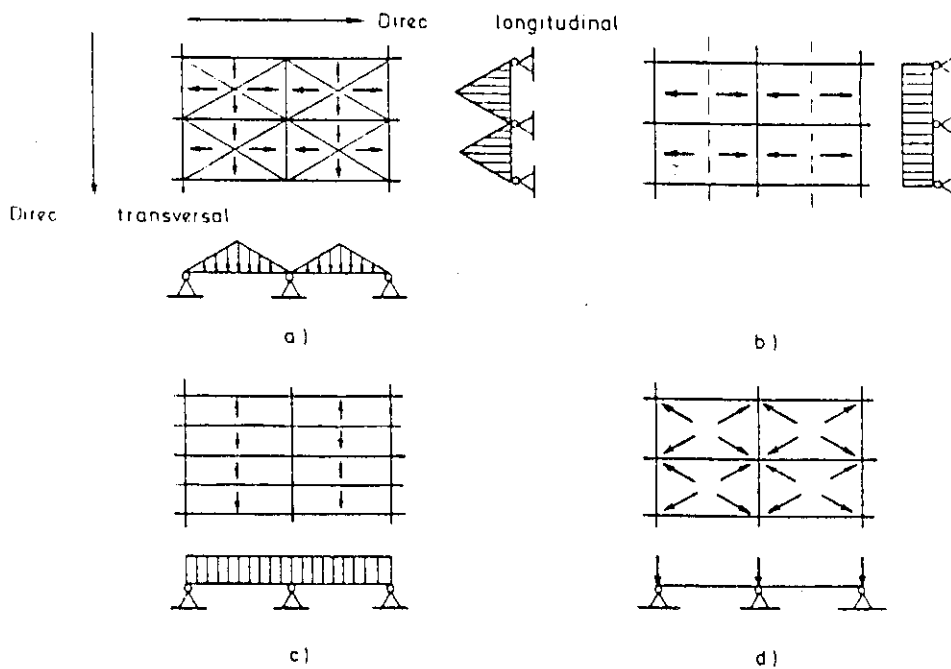 Direc longitudinal
Direc transversal
a)
b)
c)
d)